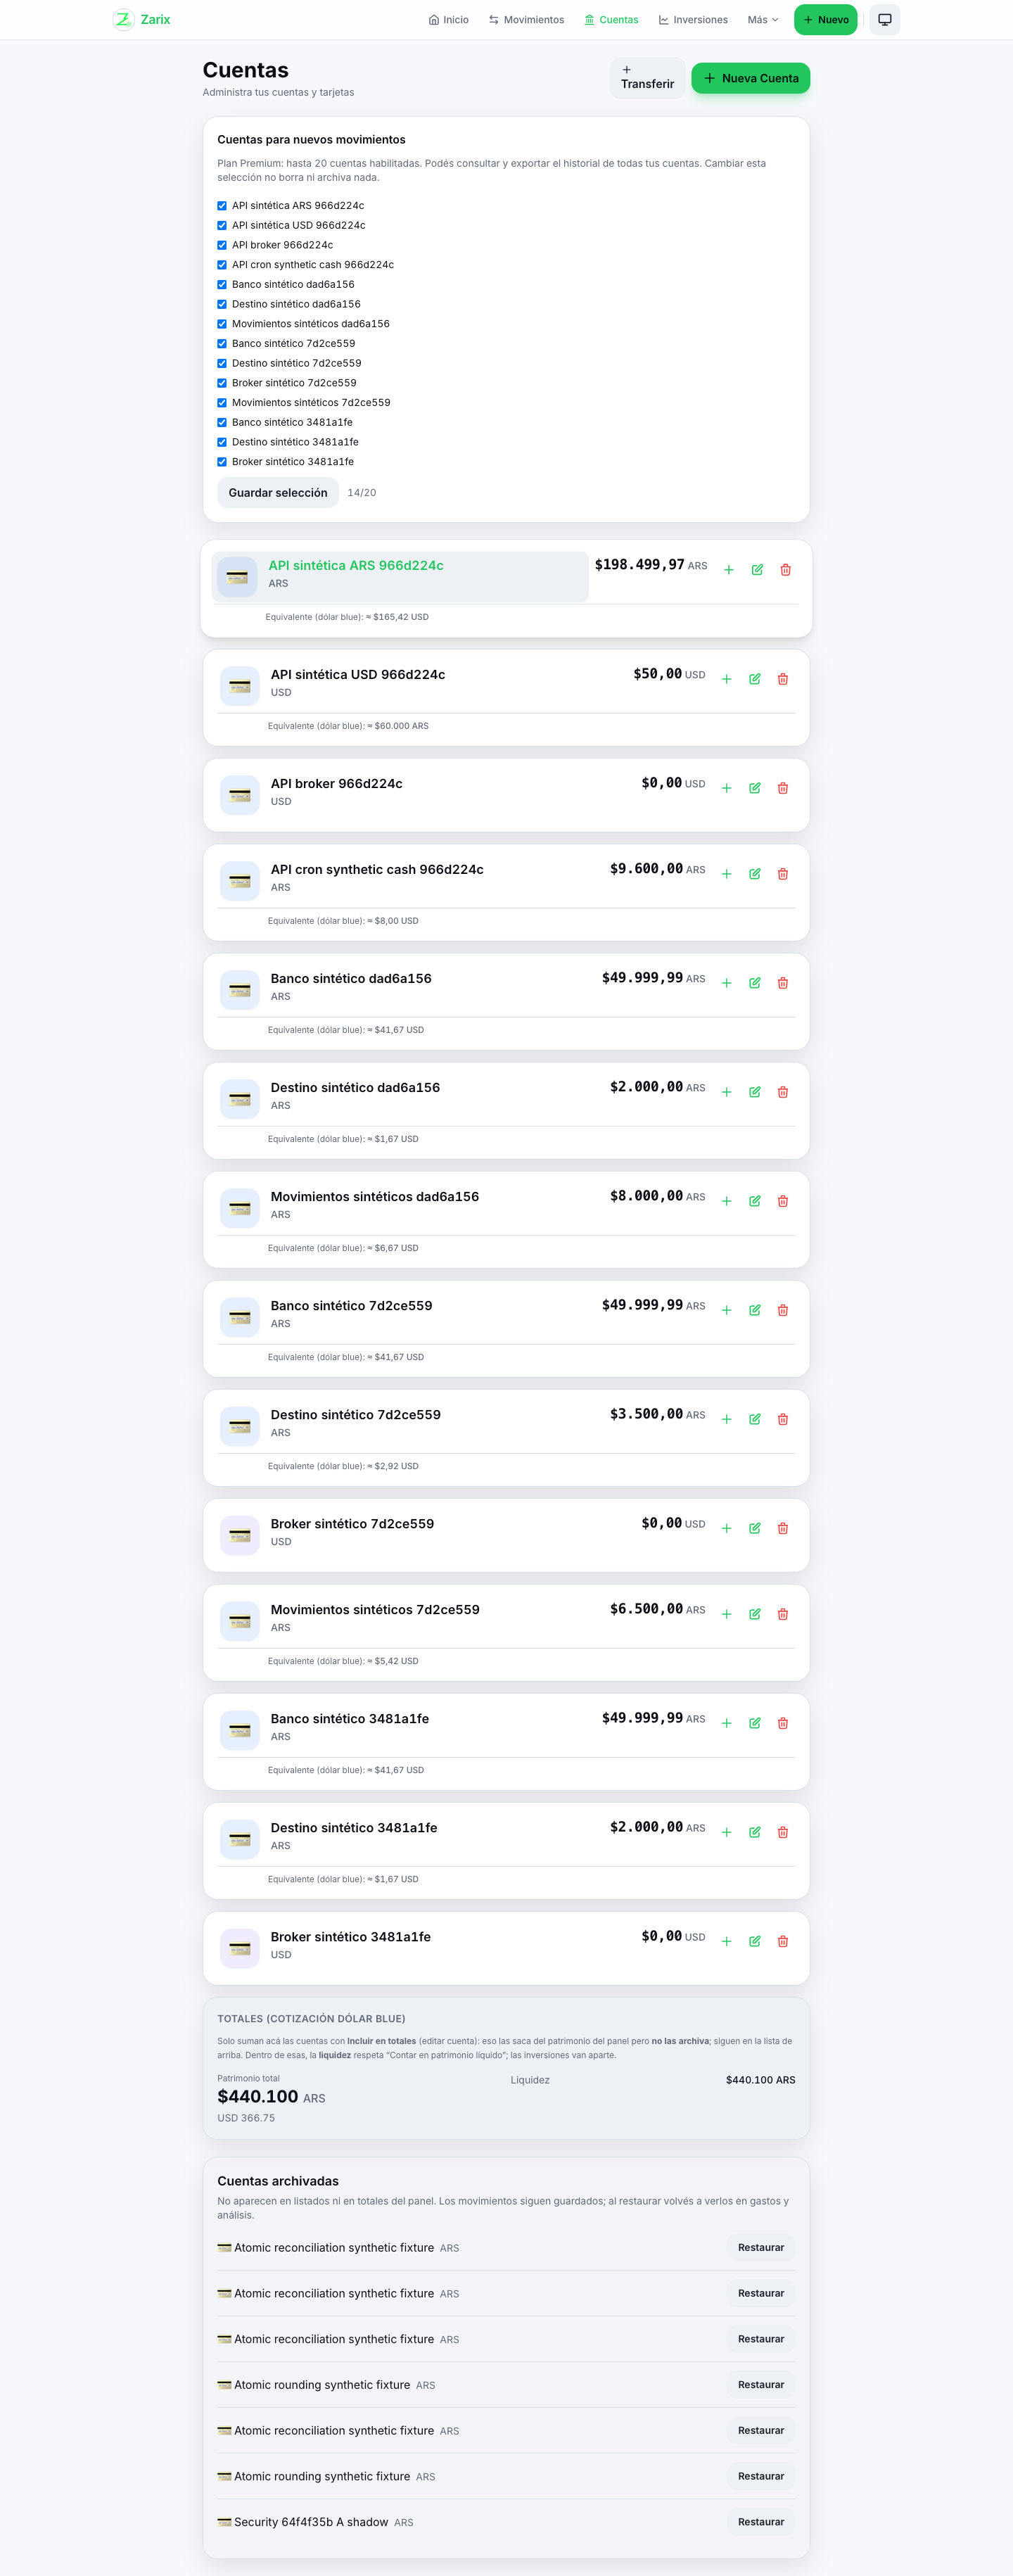 Zarix
Inicio
Movimientos
Cuentas
Inversiones
Más
+ Nuevo
Cuentas
Administra tus cuentas y tarjetas
+
Transferir
+ Nueva Cuenta
Cuentas para nuevos movimientos
Plan Premium: hasta 20 cuentas habilitadas. Podés consultar y exportar el historial de todas tus cuentas. Cambiar esta
selección no borra ni archiva nada.
API sintética ARS 966d224c
API sintética USD 966d224c
API broker 966d224c
API cron synthetic cash 966d224c
Banco sintético dad6a156
Destino sintético dad6a156
Movimientos sintéticos dad6a156
Banco sintético 7d2ce559
Destino sintético 7d2ce559
Broker sintético 7d2ce559
Movimientos sintéticos 7d2ce559
Banco sintético 3481a1fe
Destino sintético 3481a1fe
Broker sintético 3481a1fe
Guardar selección 14/20
API sintética ARS 966d224c $198.499,97 ARS
ARS
Equivalente (dólar blue): ≈ $165,42 USD
API sintética USD 966d224c $50,00 USD
USD
Equivalente (dólar blue): ≈ $60.000 ARS
API broker 966d224c $0,00 USD
USD
API cron synthetic cash 966d224c $9.600,00 ARS
ARS
Equivalente (dólar blue): ≈ $8,00 USD
Banco sintético dad6a156 $49.999,99 ARS
ARS
Equivalente (dólar blue): ≈ $41,67 USD
Destino sintético dad6a156 $2.000,00 ARS
ARS
Equivalente (dólar blue): ≈ $1,67 USD
Movimientos sintéticos dad6a156 $8.000,00 ARS
ARS
Equivalente (dólar blue): ≈ $6,67 USD
Banco sintético 7d2ce559 $49.999,99 ARS
ARS
Equivalente (dólar blue): ≈ $41,67 USD
Destino sintético 7d2ce559 $3.500,00 ARS
ARS
Equivalente (dólar blue): ≈ $2,92 USD
Broker sintético 7d2ce559 $0,00 USD
USD
Movimientos sintéticos 7d2ce559 $6.500,00 ARS
ARS
Equivalente (dólar blue): ≈ $5,42 USD
Banco sintético 3481a1fe $49.999,99 ARS
ARS
Equivalente (dólar blue): ≈ $41,67 USD
Destino sintético 3481a1fe $2.000,00 ARS
ARS
Equivalente (dólar blue): ≈ $1,67 USD
Broker sintético 3481a1fe $0,00 USD
USD
TOTALES (COTIZACIÓN DÓLAR BLUE)
Solo suman acá las cuentas con Incluir en totales (editar cuenta): eso las saca del patrimonio del panel pero no las archiva; siguen en la lista de
arriba. Dentro de esas, la liquidez respeta “Contar en patrimonio líquido”; las inversiones van aparte.
Patrimonio total
$440.100 ARS
USD 366.75
Liquidez $440.100 ARS
Cuentas archivadas
No aparecen en listados ni en totales del panel. Los movimientos siguen guardados; al restaurar volvés a verlos en gastos y
análisis.
Atomic reconciliation synthetic fixture ARS Restaurar
Atomic reconciliation synthetic fixture ARS Restaurar
Atomic reconciliation synthetic fixture ARS Restaurar
Atomic rounding synthetic fixture ARS Restaurar
Atomic reconciliation synthetic fixture ARS Restaurar
Atomic rounding synthetic fixture ARS Restaurar
Security 64f4f35b A shadow ARS Restaurar